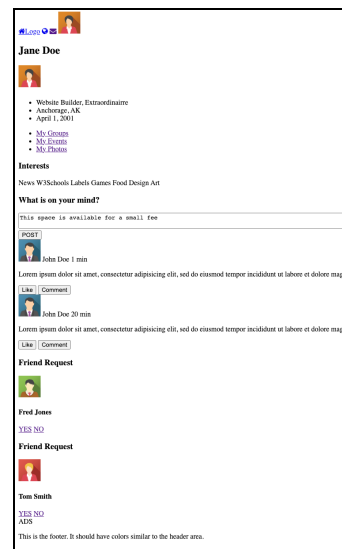 Logo
Jane Doe
Website Builder, Extraordinairre
Anchorage, AK
April 1, 2001
My Groups
My Events
My Photos
Interests
News W3Schools Labels Games Food Design Art
What is on your mind?
This space is available for a small fee
POST
John Doe 1 min
Lorem ipsum dolor sit amet, consectetur adipisicing elit, sed do eiusmod tempor incididunt ut labore et dolore mag
Like Comment
John Doe 20 min
Lorem ipsum dolor sit amet, consectetur adipisicing elit, sed do eiusmod tempor incididunt ut labore et dolore mag
Like Comment
Friend Request
Fred Jones
YES NO
Friend Request
Tom Smith
YES NO
ADS
This is the footer. It should have colors similar to the header area.